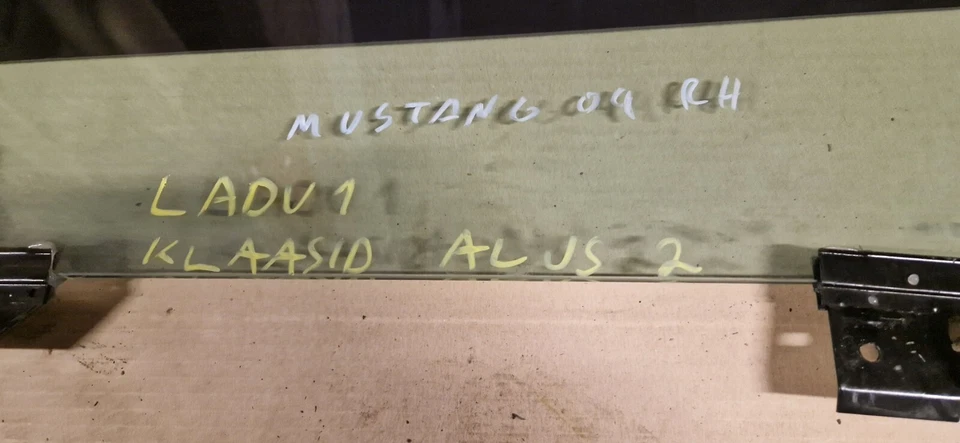 MUSTANG 04 RH
LADU 1
KLAASID ALUS 2